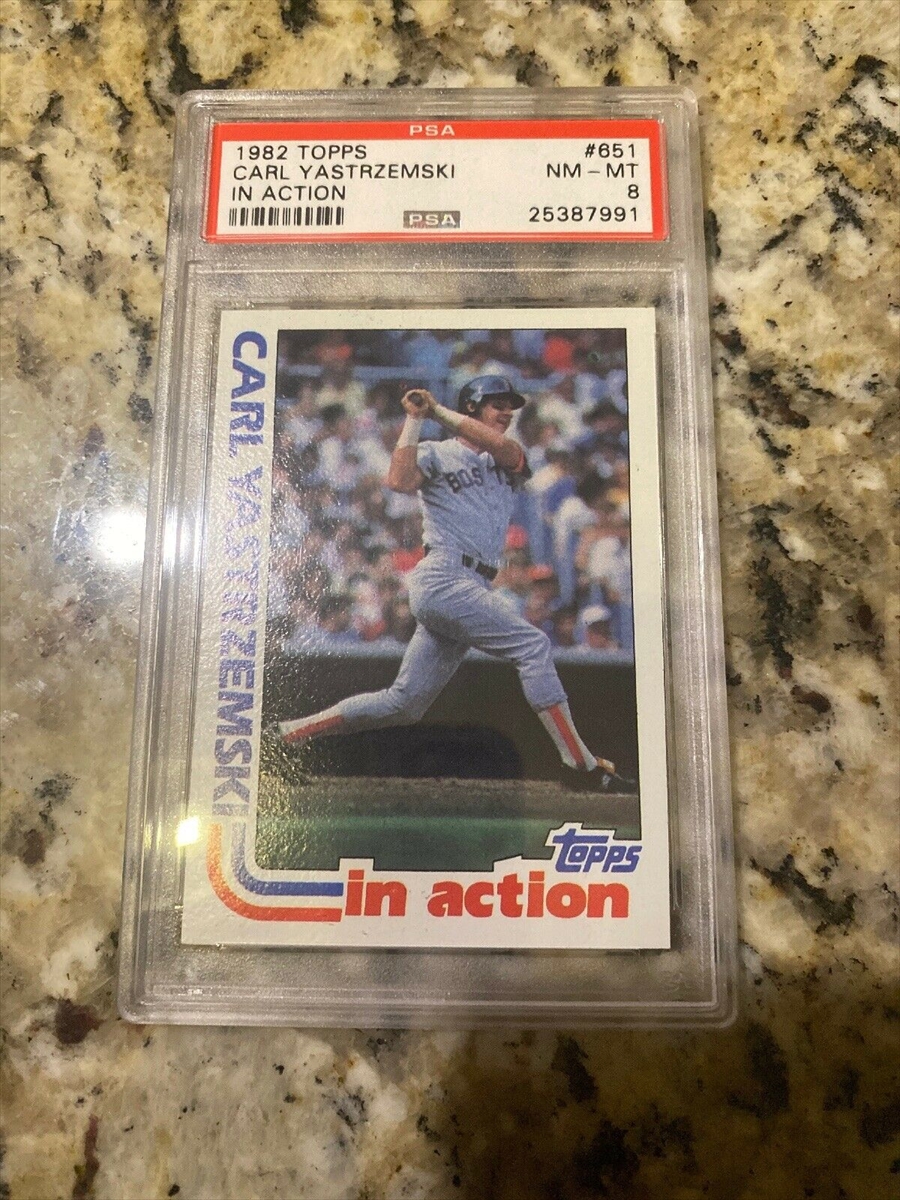 PSA
1982 TOPPS #651
CARL YASTRZEMSKI NM-MT
IN ACTION 8
PSA 25387991
CARL YASTRZEMSKI
BOSTON
topps
in action